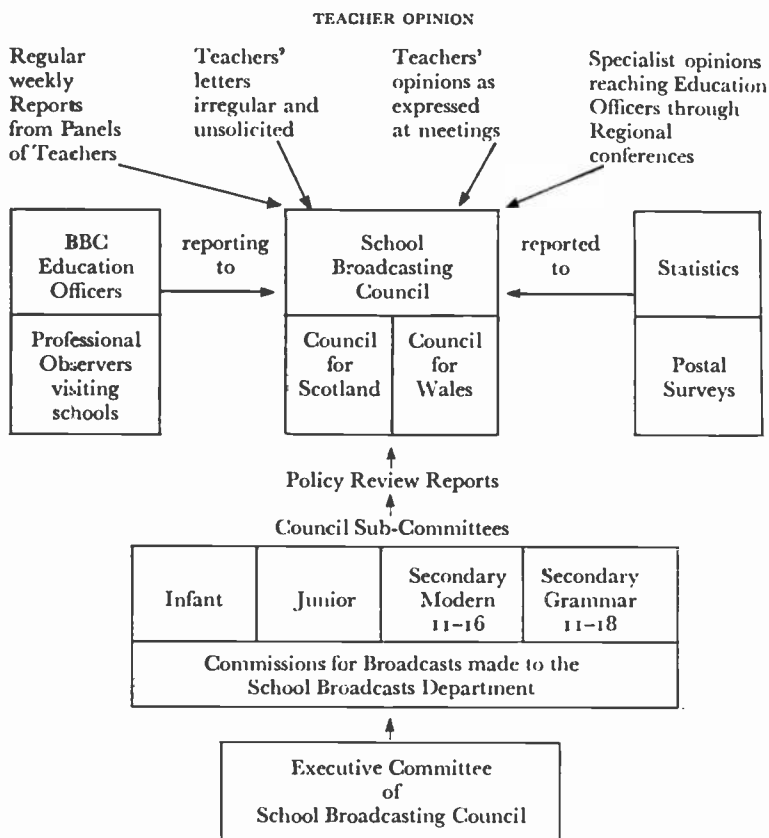 TEACHER OPINION
Regular
weekly
Reports
from Panels
of Teachers
Teachers'
letters
irregular and
unsolicited
Teachers'
opinions as
expressed
at meetings
Specialist opinions
reaching Education
Officers through
Regional
conferences
BBC
Education
Officers
reporting
to
School
Broadcasting
Council
reported
to
Statistics
Professional
Observers
visiting
schools
Council
for
Scotland
Council
for
Wales
Postal
Surveys
Policy Review Reports
Council Sub-Committees
Infant
Junior
Secondary
Modern
11-16
Secondary
Grammar
11-18
Commissions for Broadcasts made to the
School Broadcasts Department
Executive Committee
of
School Broadcasting Council